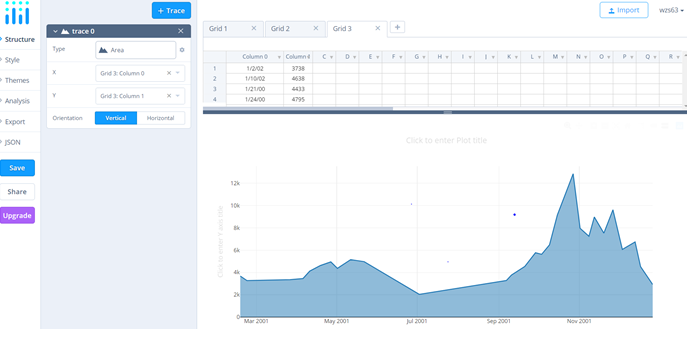 + Trace
Grid 1 ×
Grid 2 ×
Grid 3 ×
+
Import
wzs63
Structure
Style
Themes
Analysis
Export
JSON
Save
Share
Upgrade
trace 0 ×
Type Area
X Grid 3: Column 0 ×
Y Grid 3: Column 1 ×
Orientation Vertical Horizontal
Column 0 Column C D E F G H I J K L M N O P Q R
1 1/2/02 3738
2 1/10/02 4638
3 1/21/00 4433
4 1/24/00 4795
Click to enter Plot title
Click to enter Y axis title
12k
10k
8k
6k
4k
2k
0
Mar 2001 May 2001 Jul 2001 Sep 2001 Nov 2001